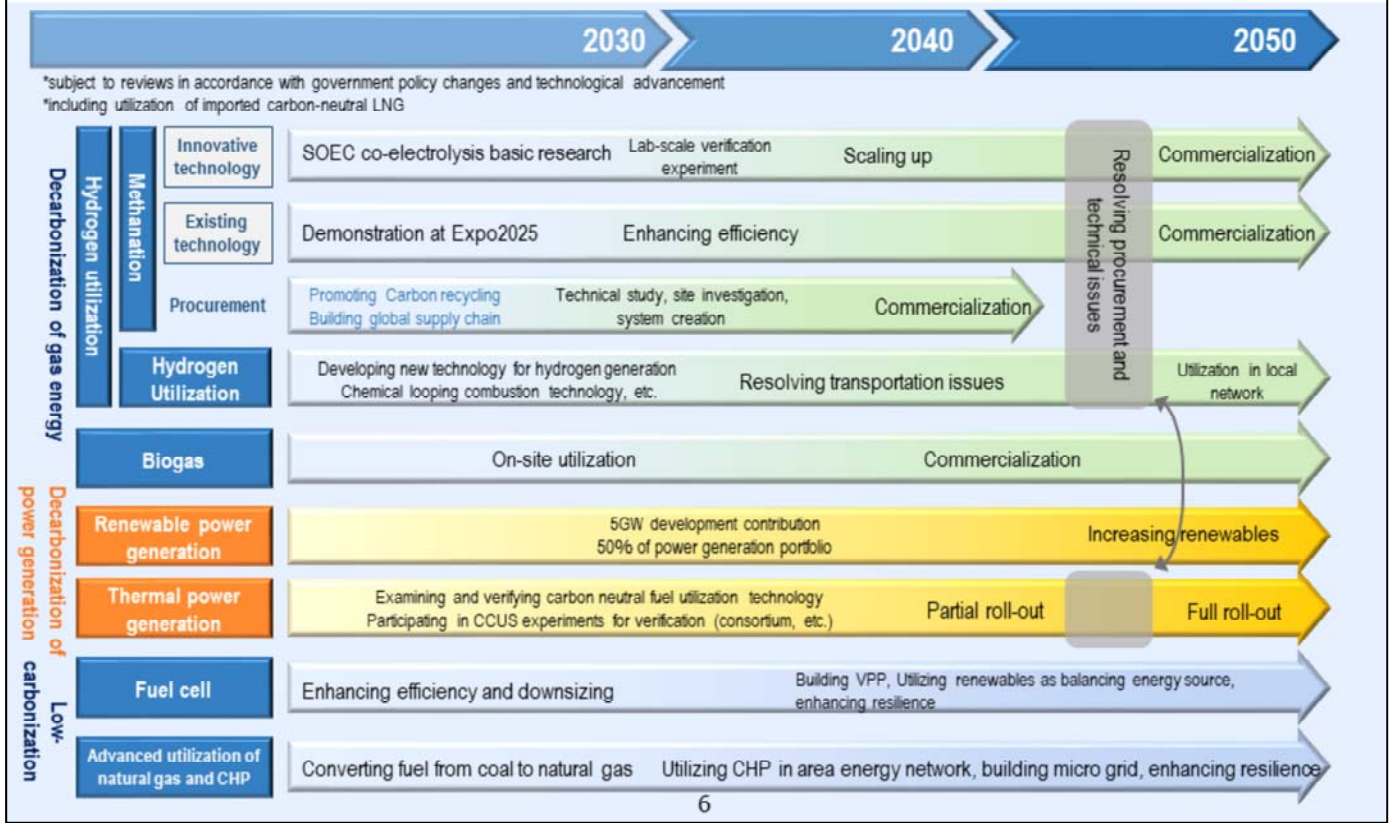 2030
2040
2050
*subject to reviews in accordance with government policy changes and technological advancement
*including utilization of imported carbon-neutral LNG
Decarbonization of gas energy
Hydrogen utilization
Methanation
Innovative
technology
SOEC co-electrolysis basic research
Lab-scale verification
experiment
Scaling up
Commercialization
Existing
technology
Demonstration at Expo2025
Enhancing efficiency
Commercialization
Procurement
Promoting Carbon recycling
Building global supply chain
Technical study, site investigation,
system creation
Commercialization
Resolving procurement and
technical issues
Hydrogen
Utilization
Developing new technology for hydrogen generation
Chemical looping combustion technology, etc.
Resolving transportation issues
Utilization in local
network
Biogas
On-site utilization
Commercialization
Decarbonization of
power generation
Renewable power
generation
5GW development contribution
50% of power generation portfolio
Increasing renewables
Thermal power
generation
Examining and verifying carbon neutral fuel utilization technology
Participating in CCUS experiments for verification (consortium, etc.)
Partial roll-out
Full roll-out
Low-
carbonization
Fuel cell
Enhancing efficiency and downsizing
Building VPP, Utilizing renewables as balancing energy source,
enhancing resilience
Advanced utilization of
natural gas and CHP
Converting fuel from coal to natural gas
Utilizing CHP in area energy network, building micro grid, enhancing resilience
6